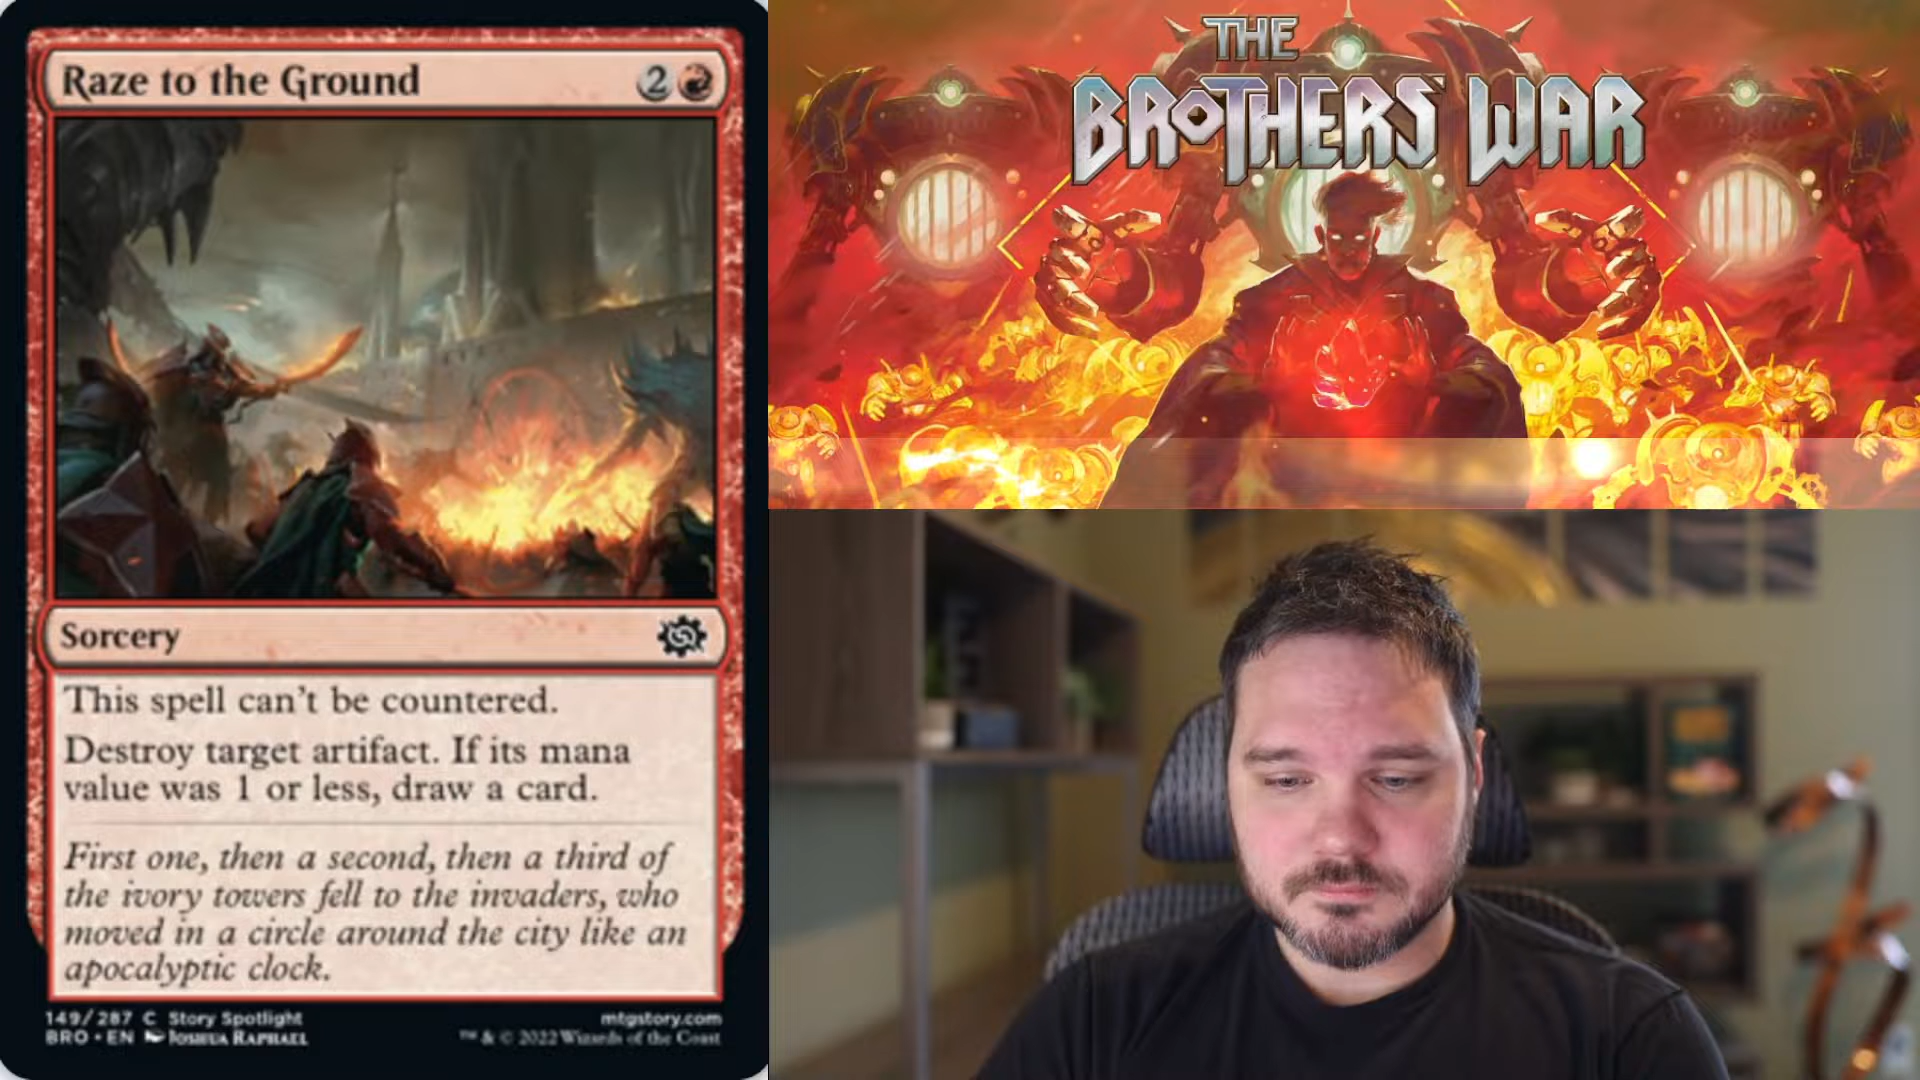 Raze to the Ground
2
Sorcery
This spell can't be countered.
Destroy target artifact. If its mana
value was 1 or less, draw a card.
First one, then a second, then a third of
the ivory towers fell to the invaders, who
moved in a circle around the city like an
apocalyptic clock.
149/287 C Story Spotlight
mtgstory.com
BRO • EN Joshua Raphael
™ & © 2022 Wizards of the Coast
THE
BROTHERS' WAR